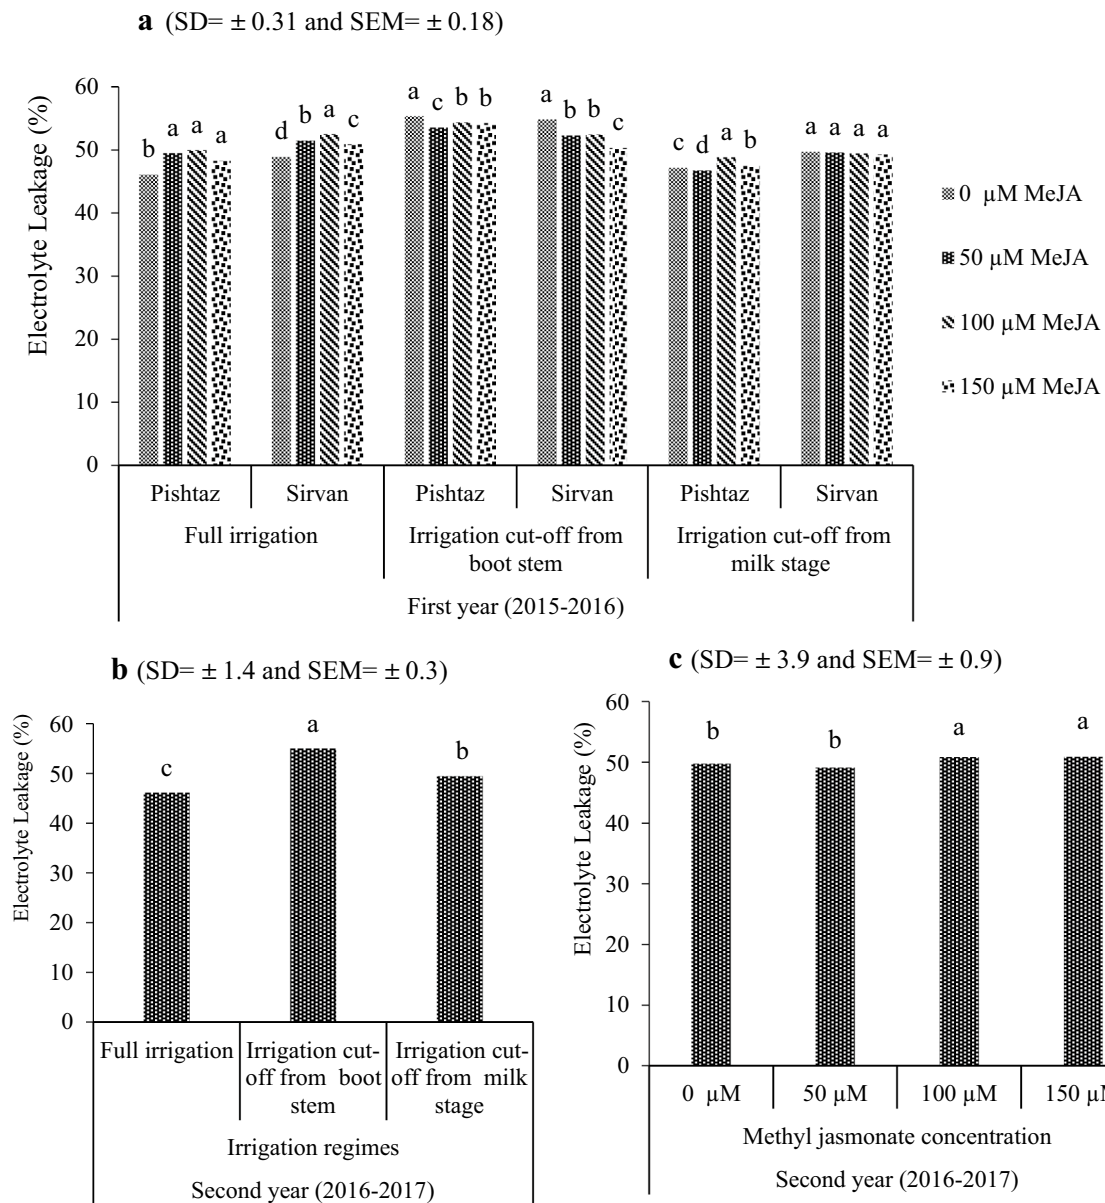 a (SD= ± 0.31 and SEM= ± 0.18)
Electrolyte Leakage (%)
60
50
40
30
20
10
0
b a a a d b a c a c b b a b b c c d a b a a a a
0 µM MeJA
50 µM MeJA
100 µM MeJA
150 µM MeJA
Pishtaz Sirvan Pishtaz Sirvan Pishtaz Sirvan
Full irrigation
Irrigation cut-off from
boot stem
Irrigation cut-off from
milk stage
First year (2015-2016)
b (SD= ± 1.4 and SEM= ± 0.3)
Electrolyte Leakage (%)
60
50
40
30
20
10
0
c a b
Full irrigation
Irrigation cut-
off from boot
stem
Irrigation cut-
off from milk
stage
Irrigation regimes
Second year (2016-2017)
c (SD= ± 3.9 and SEM= ± 0.9)
Electrolyte Leakage (%)
60
50
40
30
20
10
0
b b a a
0 µM 50 µM 100 µM 150 µM
Methyl jasmonate concentration
Second year (2016-2017)